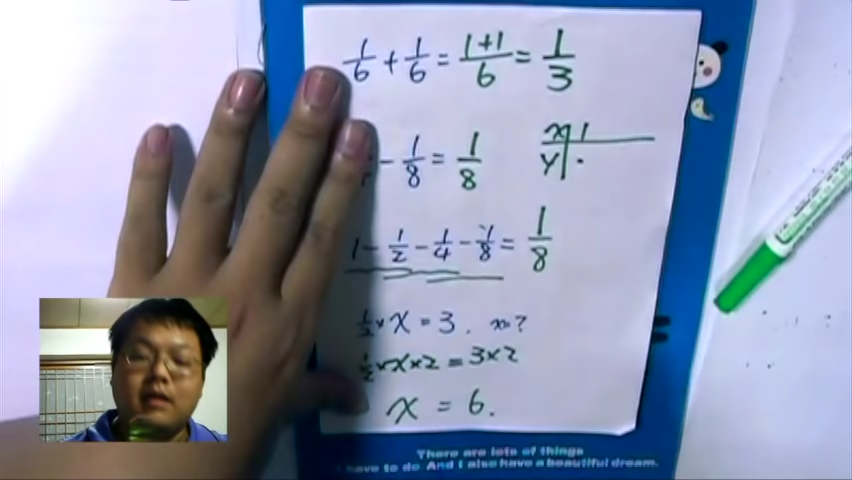 1/6 + 1/6 = 1+1/6 = 1/3
- 1/8 = 1/8
x 1
y
1 - 1/2 - 1/4 - 1/8 = 1/8
1/2 × x = 3. x=?
1/2 × x × 2 = 3×2
x = 6.
There are lots of things
I have to do And I also have a beautiful dream.